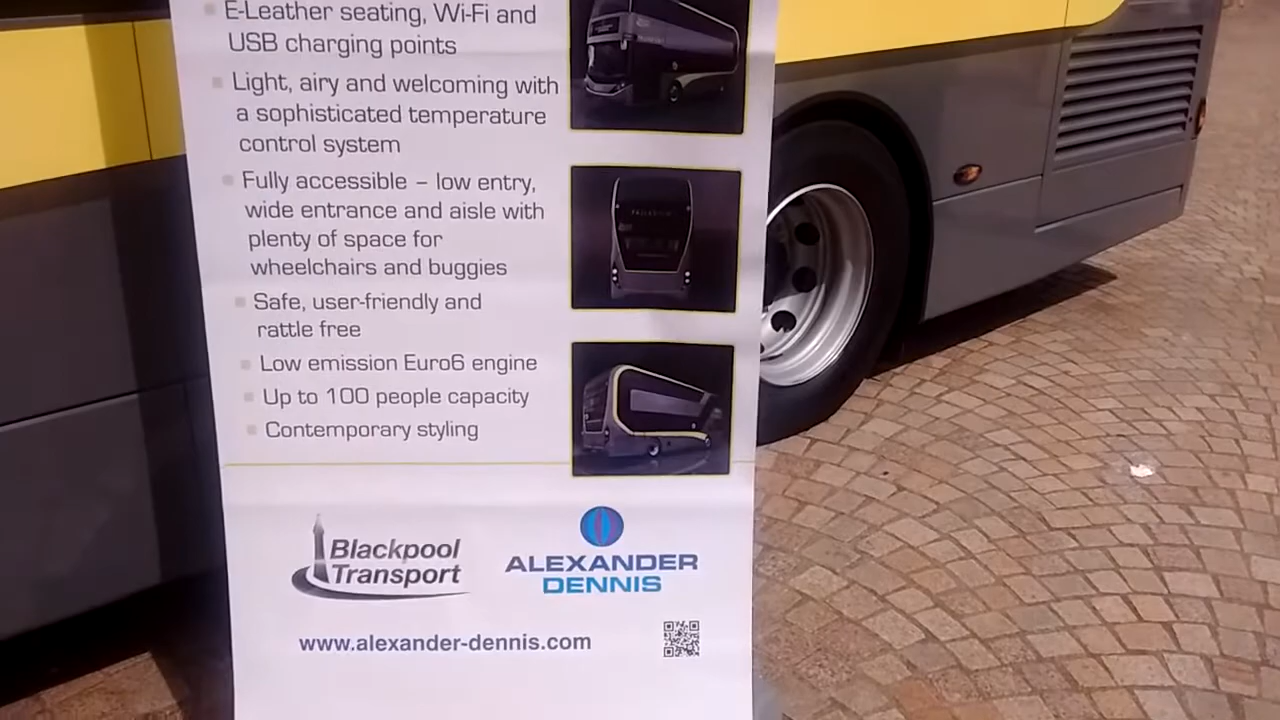 E-Leather seating, Wi-Fi and
USB charging points
Light, airy and welcoming with
a sophisticated temperature
control system
Fully accessible – low entry,
wide entrance and aisle with
plenty of space for
wheelchairs and buggies
Safe, user-friendly and
rattle free
Low emission Euro6 engine
Up to 100 people capacity
Contemporary styling
Blackpool
Transport
ALEXANDER
DENNIS
www.alexander-dennis.com